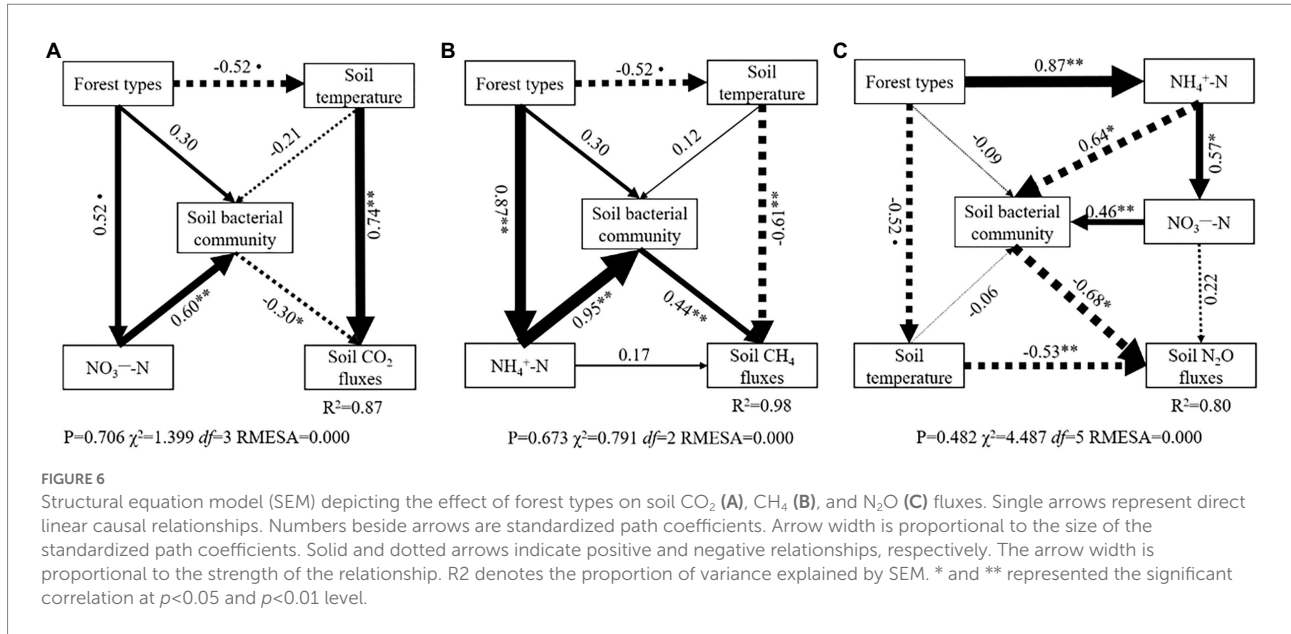 A
Forest types
-0.52 •
Soil
temperature
0.30
-0.21
0.52 •
Soil bacterial
community
0.74**
0.60**
-0.30*
NO₃⁻–-N
Soil CO₂
fluxes
R²=0.87
P=0.706 χ²=1.399 df=3 RMESA=0.000
B
Forest types
-0.52 •
Soil
temperature
0.30
0.12
0.87**
Soil bacterial
community
-0.61**
0.95**
0.44**
NH₄⁺-N
0.17
Soil CH₄
fluxes
R²=0.98
P=0.673 χ²=0.791 df=2 RMESA=0.000
C
Forest types
0.87**
NH₄⁺-N
-0.09
0.64*
0.57*
-0.52 •
Soil bacterial
community
0.46**
NO₃⁻–-N
-0.06
-0.68*
0.22
Soil
temperature
-0.53**
Soil N₂O
fluxes
R²=0.80
P=0.482 χ²=4.487 df=5 RMESA=0.000
FIGURE 6
Structural equation model (SEM) depicting the effect of forest types on soil CO₂ (A), CH₄ (B), and N₂O (C) fluxes. Single arrows represent direct
linear causal relationships. Numbers beside arrows are standardized path coefficients. Arrow width is proportional to the size of the
standardized path coefficients. Solid and dotted arrows indicate positive and negative relationships, respectively. The arrow width is
proportional to the strength of the relationship. R2 denotes the proportion of variance explained by SEM. * and ** represented the significant
correlation at p<0.05 and p<0.01 level.